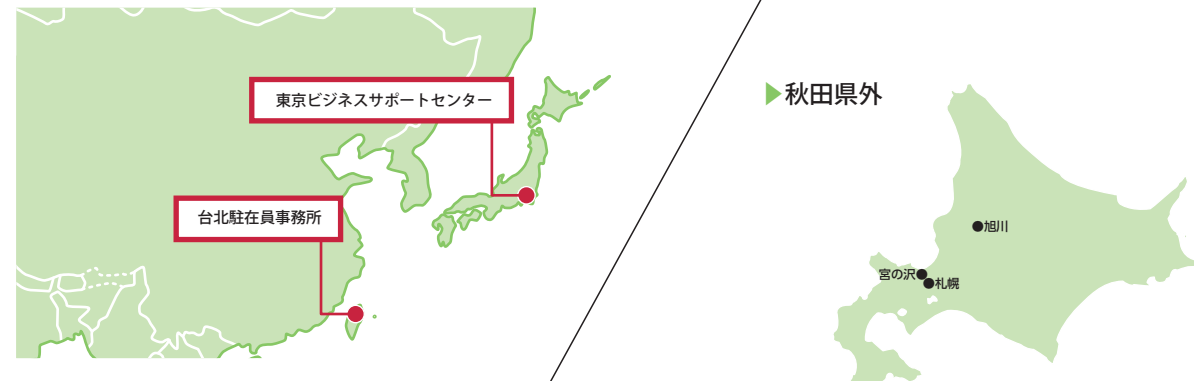 東京ビジネスサポートセンター
台北駐在員事務所
秋田県外
旭川
宮の沢
札幌